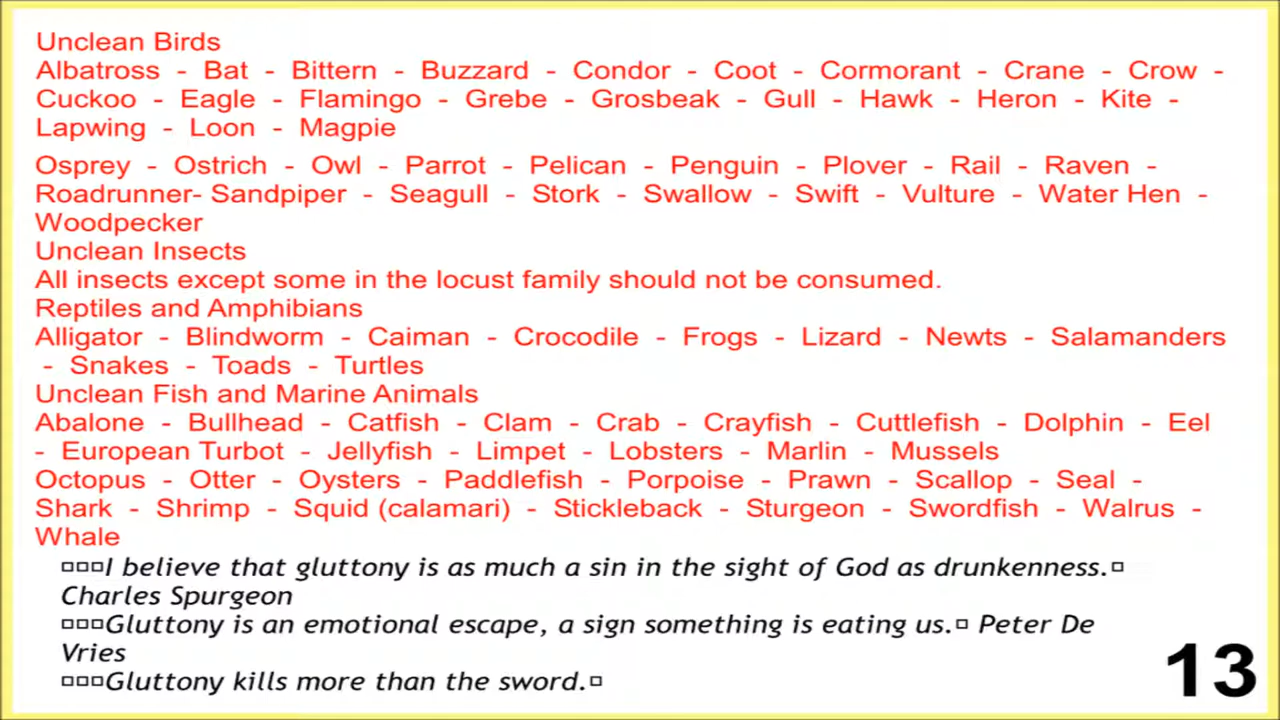 Unclean Birds
Albatross - Bat - Bittern - Buzzard - Condor - Coot - Cormorant - Crane - Crow -
Cuckoo - Eagle - Flamingo - Grebe - Grosbeak - Gull - Hawk - Heron - Kite -
Lapwing - Loon - Magpie
Osprey - Ostrich - Owl - Parrot - Pelican - Penguin - Plover - Rail - Raven -
Roadrunner- Sandpiper - Seagull - Stork - Swallow - Swift - Vulture - Water Hen -
Woodpecker
Unclean Insects
All insects except some in the locust family should not be consumed.
Reptiles and Amphibians
Alligator - Blindworm - Caiman - Crocodile - Frogs - Lizard - Newts - Salamanders
- Snakes - Toads - Turtles
Unclean Fish and Marine Animals
Abalone - Bullhead - Catfish - Clam - Crab - Crayfish - Cuttlefish - Dolphin - Eel
- European Turbot - Jellyfish - Limpet - Lobsters - Marlin - Mussels
Octopus - Otter - Oysters - Paddlefish - Porpoise - Prawn - Scallop - Seal -
Shark - Shrimp - Squid (calamari) - Stickleback - Sturgeon - Swordfish - Walrus -
Whale
□□□I believe that gluttony is as much a sin in the sight of God as drunkenness.□
Charles Spurgeon
□□□Gluttony is an emotional escape, a sign something is eating us.□ Peter De
Vries
□□□Gluttony kills more than the sword.□
13